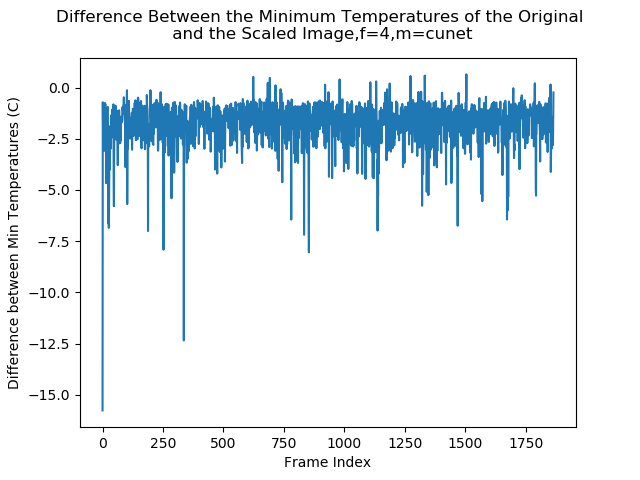 Difference Between the Minimum Temperatures of the Original
and the Scaled Image,f=4,m=cunet
Difference between Min Temperatures (C)
0.0
−2.5
−5.0
−7.5
−10.0
−12.5
−15.0
0 250 500 750 1000 1250 1500 1750
Frame Index